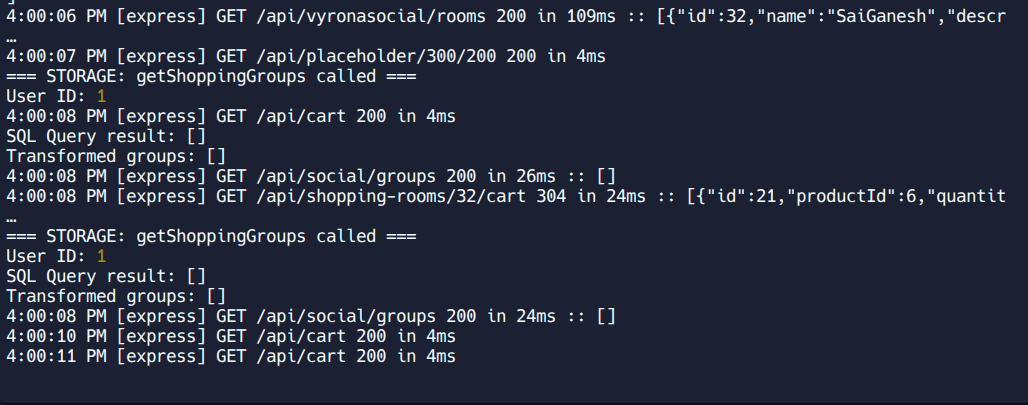 4:00:06 PM [express] GET /api/vyronasocial/rooms 200 in 109ms :: [{"id":32,"name":"SaiGanesh","descr
…
4:00:07 PM [express] GET /api/placeholder/300/200 200 in 4ms
=== STORAGE: getShoppingGroups called ===
User ID: 1
4:00:08 PM [express] GET /api/cart 200 in 4ms
SQL Query result: []
Transformed groups: []
4:00:08 PM [express] GET /api/social/groups 200 in 26ms :: []
4:00:08 PM [express] GET /api/shopping-rooms/32/cart 304 in 24ms :: [{"id":21,"productId":6,"quantit
…
=== STORAGE: getShoppingGroups called ===
User ID: 1
SQL Query result: []
Transformed groups: []
4:00:08 PM [express] GET /api/social/groups 200 in 24ms :: []
4:00:10 PM [express] GET /api/cart 200 in 4ms
4:00:11 PM [express] GET /api/cart 200 in 4ms